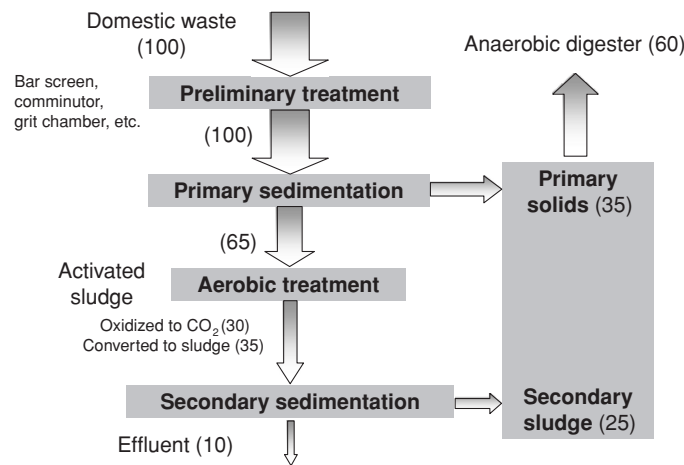 Domestic waste
(100)
Anaerobic digester (60)
Bar screen,
comminutor,
grit chamber, etc.
Preliminary treatment
(100)
Primary sedimentation
Primary
solids (35)
(65)
Activated
sludge
Aerobic treatment
Oxidized to CO₂(30)
Converted to sludge (35)
Secondary sedimentation
Secondary
sludge (25)
Effluent (10)